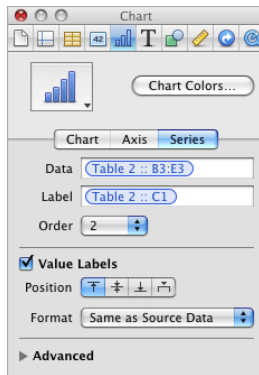 Chart
42
T
Chart Colors...
Chart Axis Series
Data Table 2 :: B3:E3
Label Table 2 :: C1
Order 2
Value Labels
Position
Format Same as Source Data
Advanced